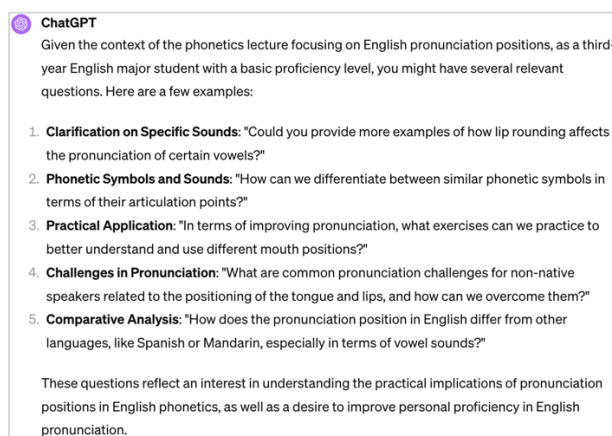 ChatGPT
Given the context of the phonetics lecture focusing on English pronunciation positions, as a third-
year English major student with a basic proficiency level, you might have several relevant
questions. Here are a few examples:
1. Clarification on Specific Sounds: "Could you provide more examples of how lip rounding affects
the pronunciation of certain vowels?"
2. Phonetic Symbols and Sounds: "How can we differentiate between similar phonetic symbols in
terms of their articulation points?"
3. Practical Application: "In terms of improving pronunciation, what exercises can we practice to
better understand and use different mouth positions?"
4. Challenges in Pronunciation: "What are common pronunciation challenges for non-native
speakers related to the positioning of the tongue and lips, and how can we overcome them?"
5. Comparative Analysis: "How does the pronunciation position in English differ from other
languages, like Spanish or Mandarin, especially in terms of vowel sounds?"
These questions reflect an interest in understanding the practical implications of pronunciation
positions in English phonetics, as well as a desire to improve personal proficiency in English
pronunciation.